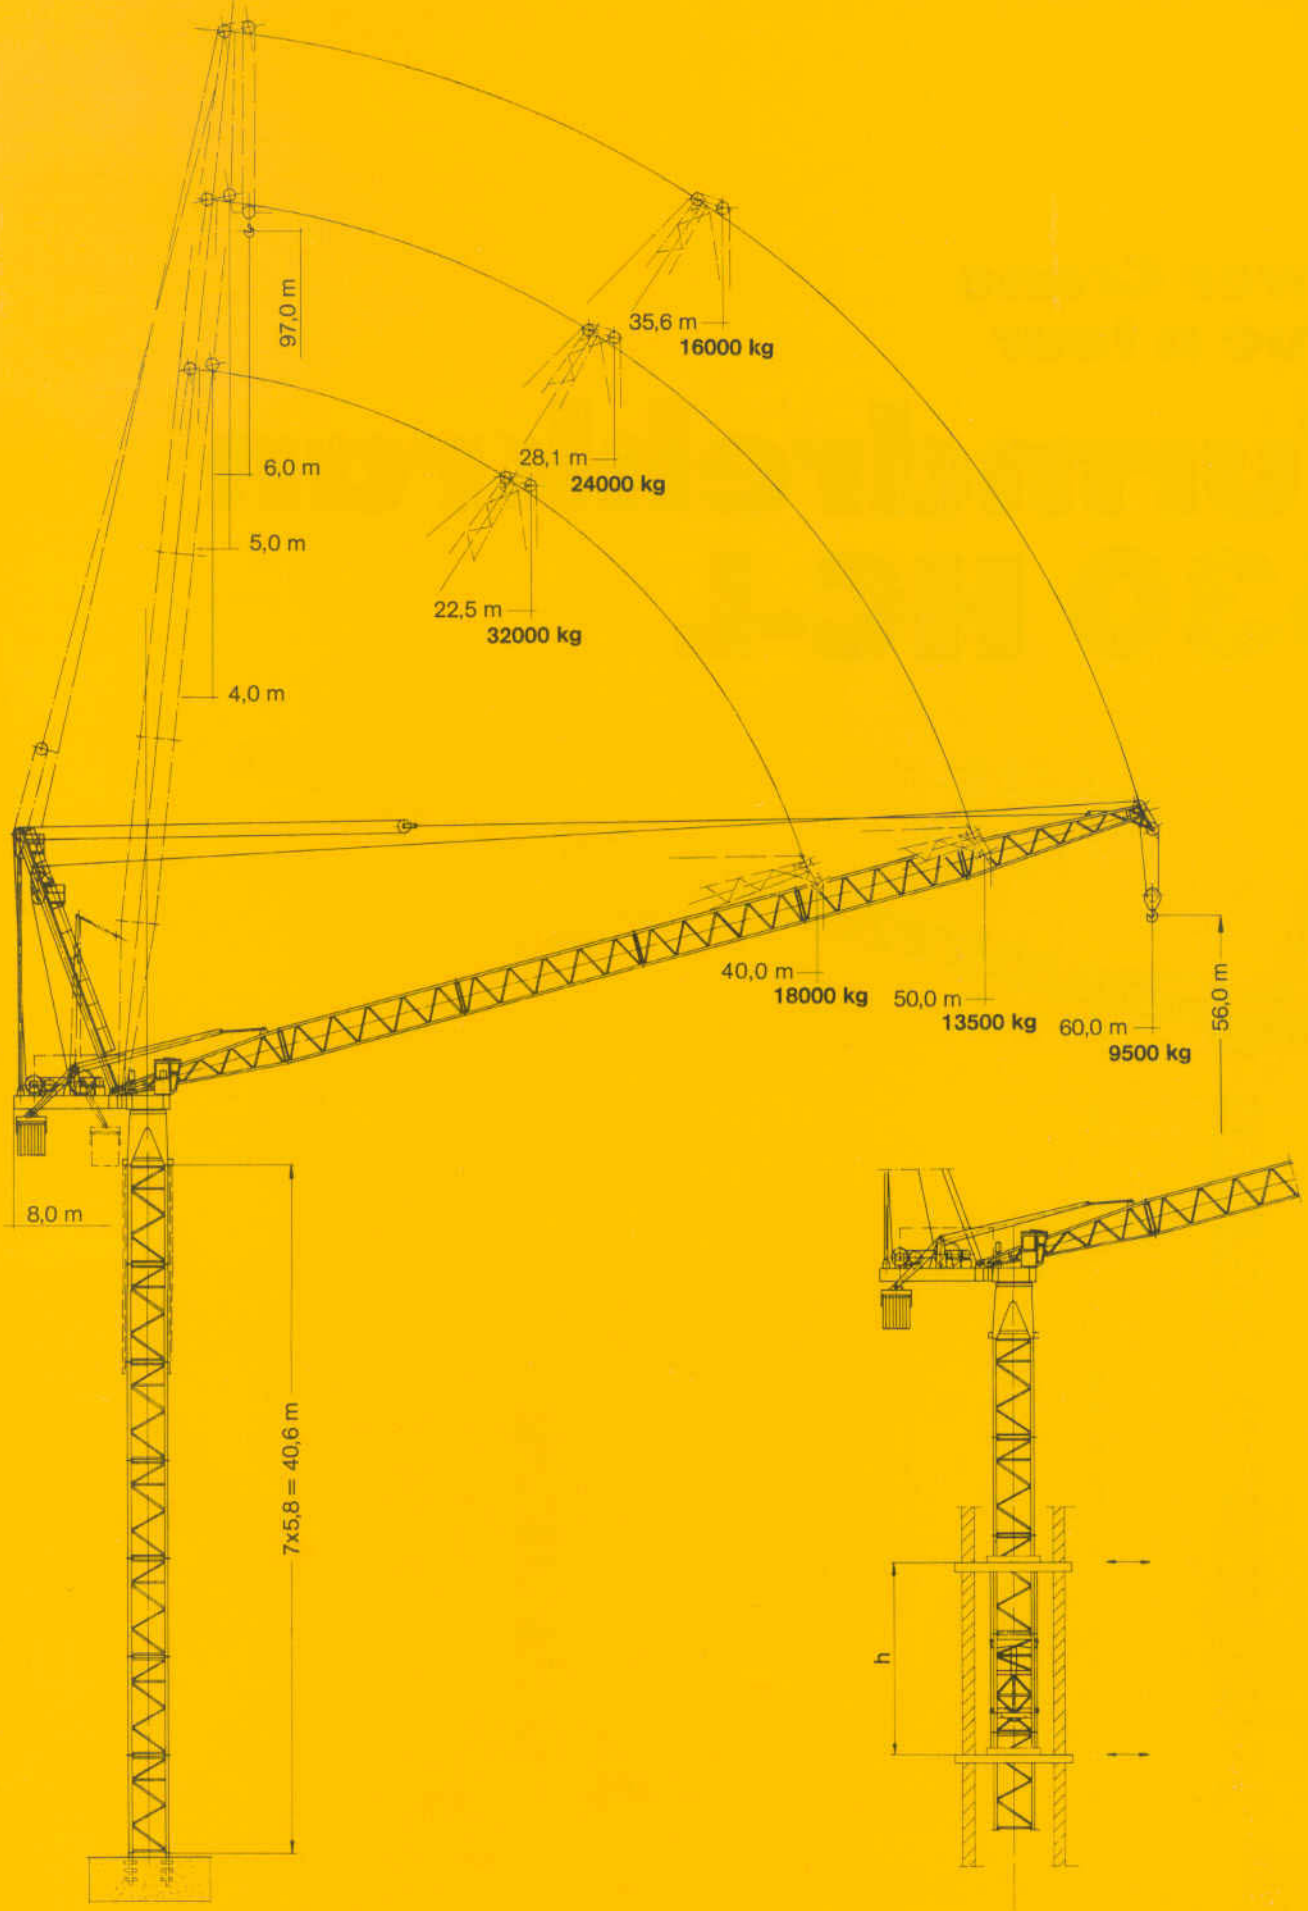 97,0 m
35,6 m
16000 kg
6,0 m
28,1 m
24000 kg
5,0 m
22,5 m
32000 kg
4,0 m
40,0 m
18000 kg
50,0 m
13500 kg
60,0 m
9500 kg
56,0 m
8,0 m
7x5,8 = 40,6 m
h